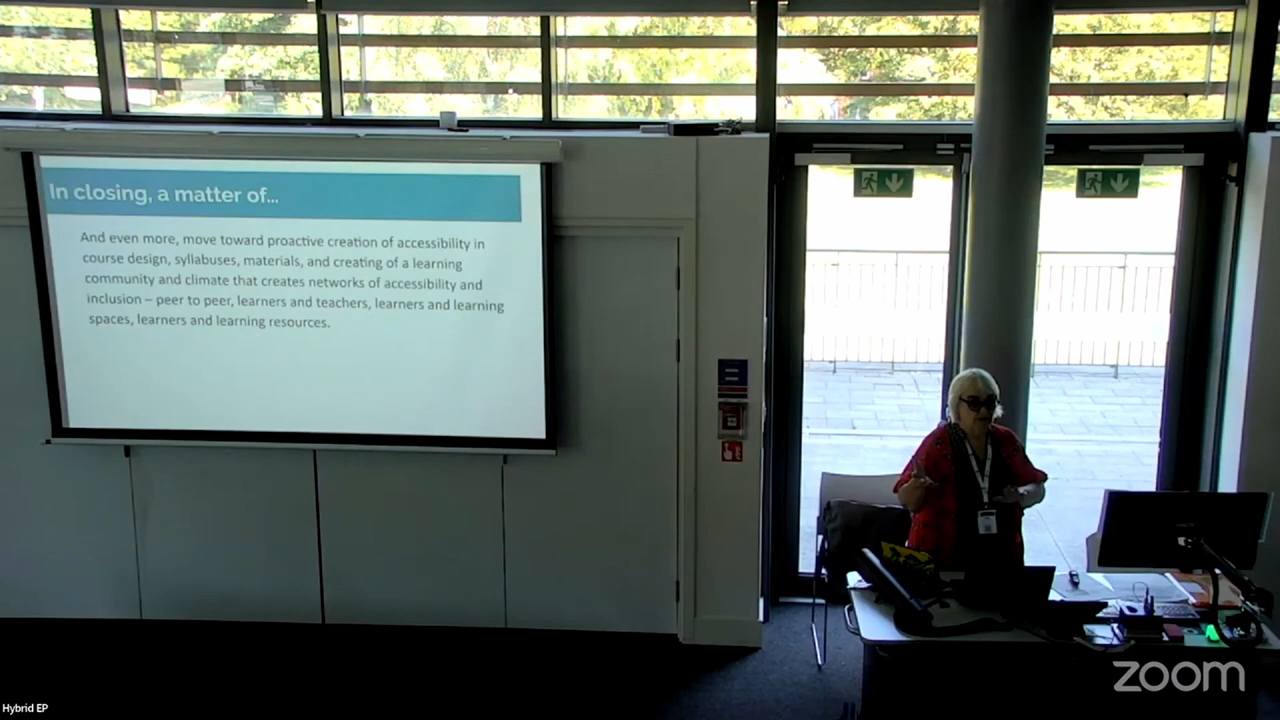 In closing, a matter of...
And even more, move toward proactive creation of accessibility in
course design, syllabuses, materials, and creating of a learning
community and climate that creates networks of accessibility and
inclusion – peer to peer, learners and teachers, learners and learning
spaces, learners and learning resources.
zoom
Hybrid EP